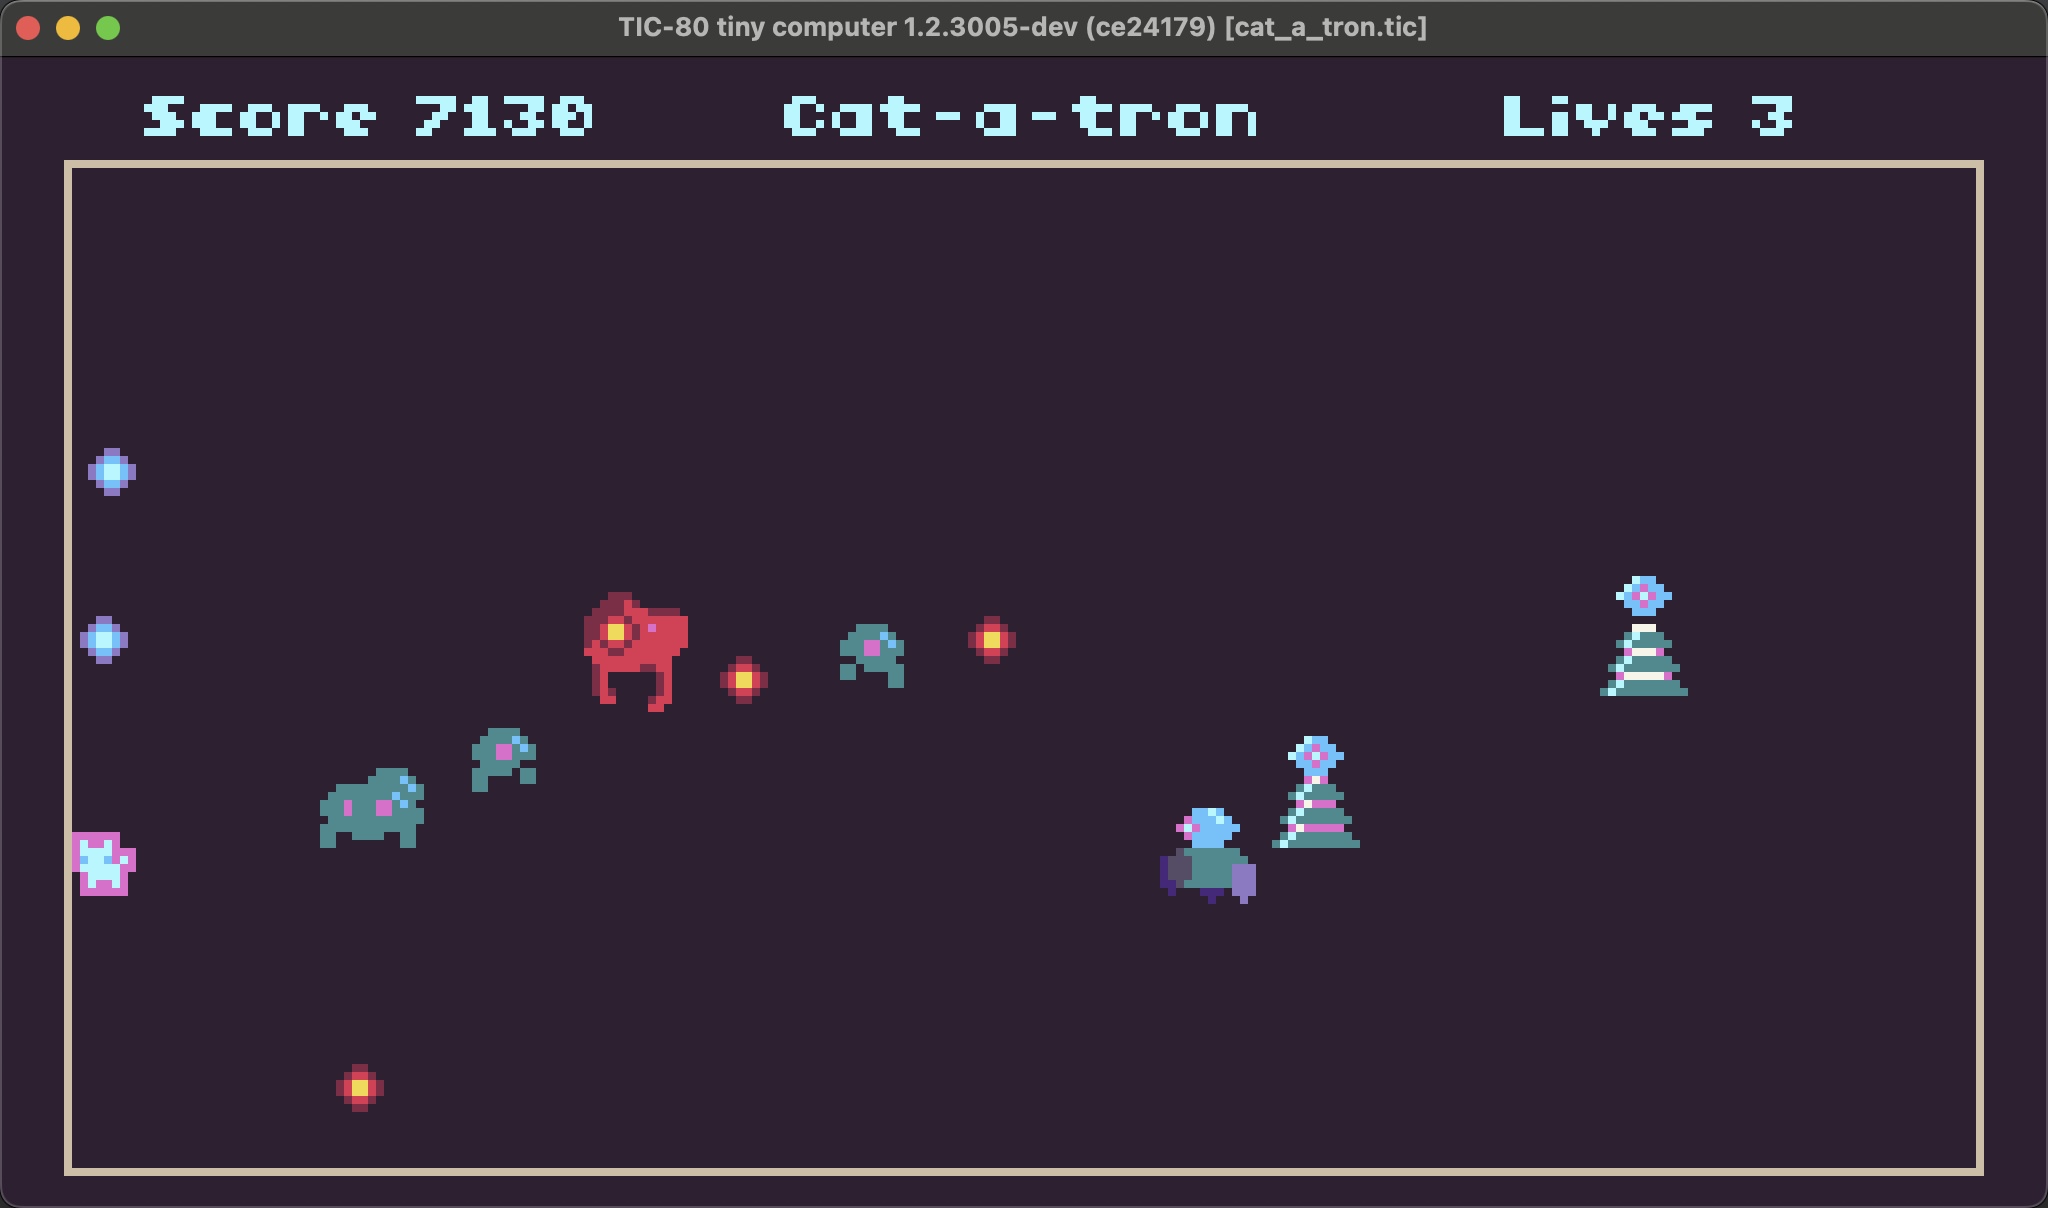 TIC-80 tiny computer 1.2.3005-dev (ce24179) [cat_a_tron.tic]
Score 7130 Cat-a-tron Lives 3